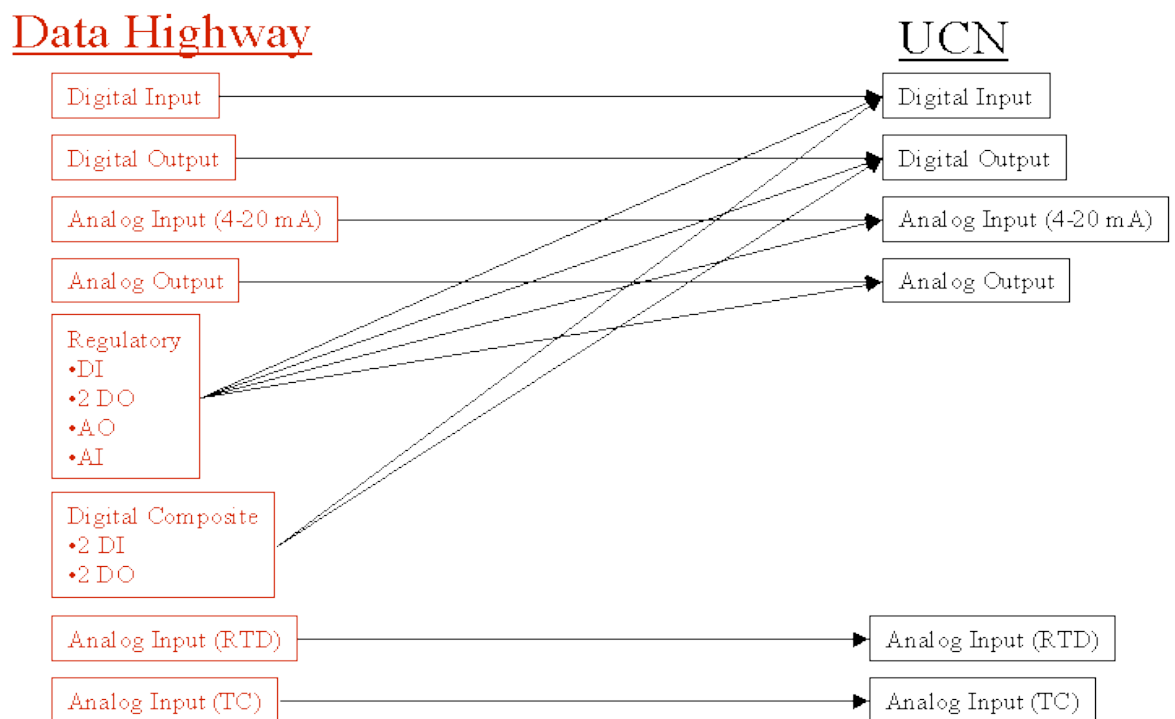 Data Highway
UCN
Digital Input
Digital Input
Digital Output
Digital Output
Analog Input (4-20 mA)
Analog Input (4-20 mA)
Analog Output
Analog Output
Regulatory
•DI
•2 DO
•AO
•AI
Digital Composite
•2 DI
•2 DO
Analog Input (RTD)
Analog Input (RTD)
Analog Input (TC)
Analog Input (TC)